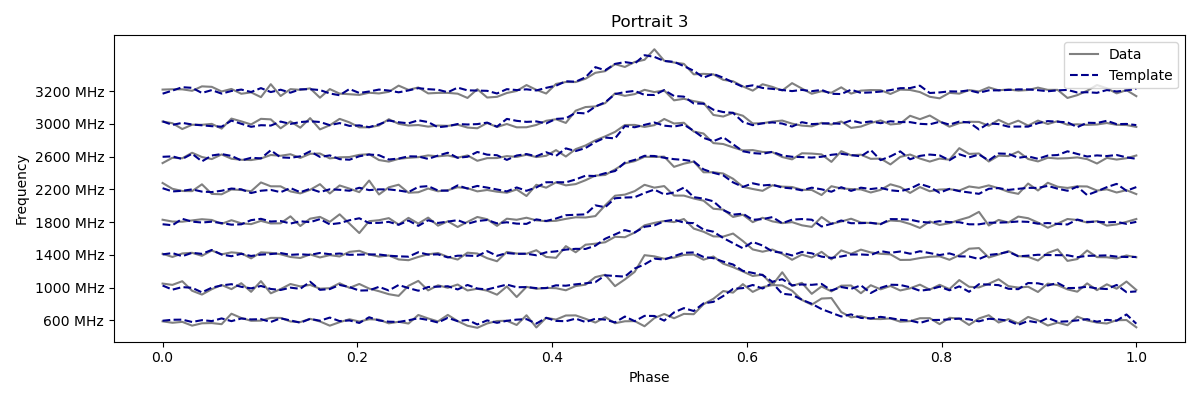 Portrait 3
Data
Template
3200 MHz
3000 MHz
2600 MHz
2200 MHz
1800 MHz
1400 MHz
1000 MHz
600 MHz
Frequency
0.0 0.2 0.4 0.6 0.8 1.0
Phase